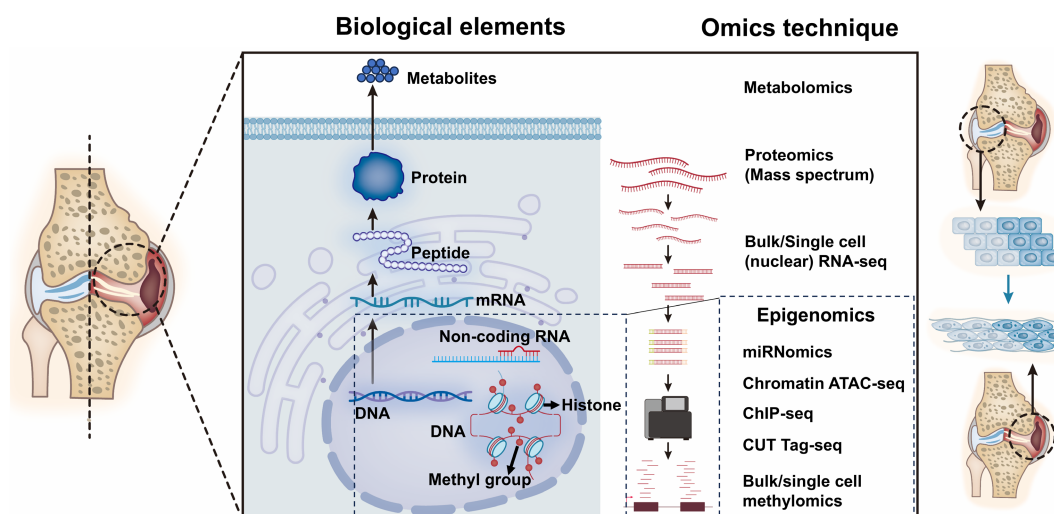 Biological elements
Omics technique
Metabolites
Metabolomics
Protein
Proteomics
(Mass spectrum)
Peptide
Bulk/Single cell
(nuclear) RNA-seq
mRNA
Epigenomics
Non-coding RNA
miRNomics
Chromatin ATAC-seq
DNA
Histone
ChIP-seq
DNA
CUT Tag-seq
Methyl group
Bulk/single cell
methylomics